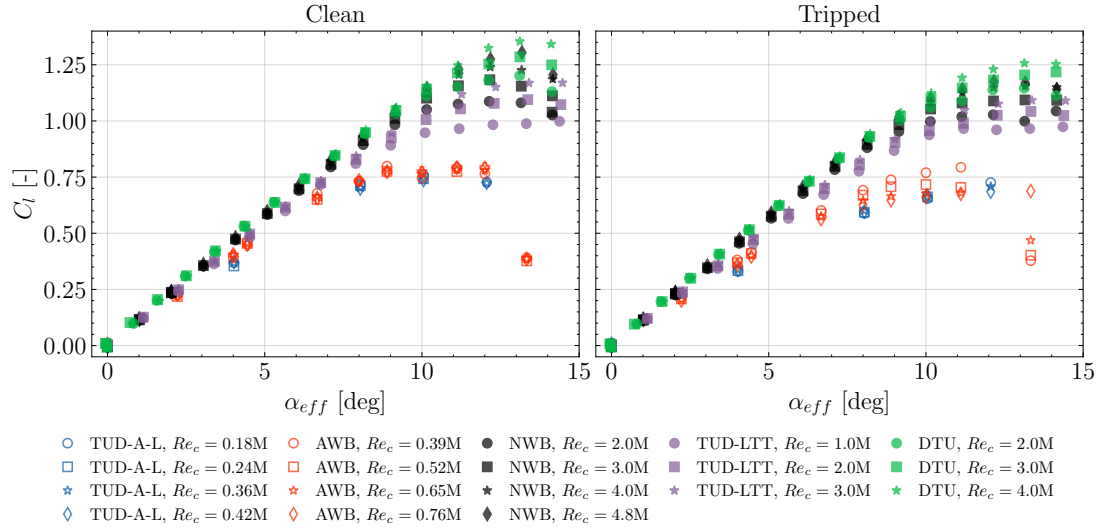 Clean Tripped
1.25
1.00
0.75
0.50
0.25
0.00
C_l [-]
0 5 10 15 0 5 10 15
α_eff [deg] α_eff [deg]
TUD-A-L, Re_c = 0.18M AWB, Re_c = 0.39M NWB, Re_c = 2.0M TUD-LTT, Re_c = 1.0M DTU, Re_c = 2.0M
TUD-A-L, Re_c = 0.24M AWB, Re_c = 0.52M NWB, Re_c = 3.0M TUD-LTT, Re_c = 2.0M DTU, Re_c = 3.0M
TUD-A-L, Re_c = 0.36M AWB, Re_c = 0.65M NWB, Re_c = 4.0M TUD-LTT, Re_c = 3.0M DTU, Re_c = 4.0M
TUD-A-L, Re_c = 0.42M AWB, Re_c = 0.76M NWB, Re_c = 4.8M